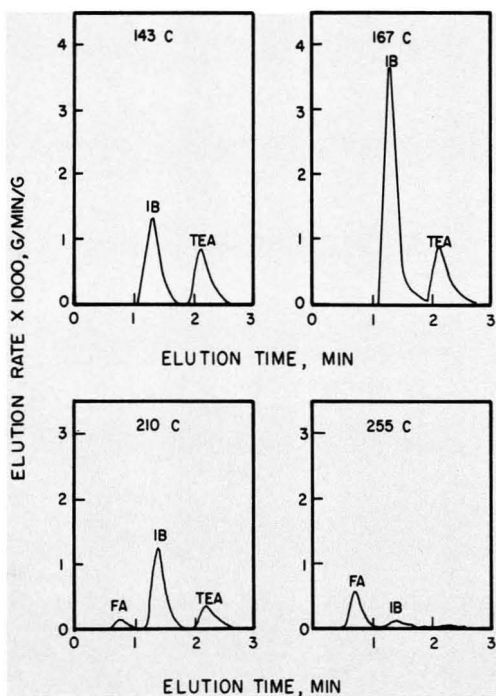 ELUTION RATE X 1000, G/MIN/G
4
3
2
1
0
143 C
IB
TEA
0 1 2 3
4
3
2
1
0
167 C
IB
TEA
0 1 2 3
ELUTION TIME, MIN
3
2
1
0
210 C
FA
IB
TEA
0 1 2 3
3
2
1
0
255 C
FA
IB
0 1 2 3
ELUTION TIME, MIN